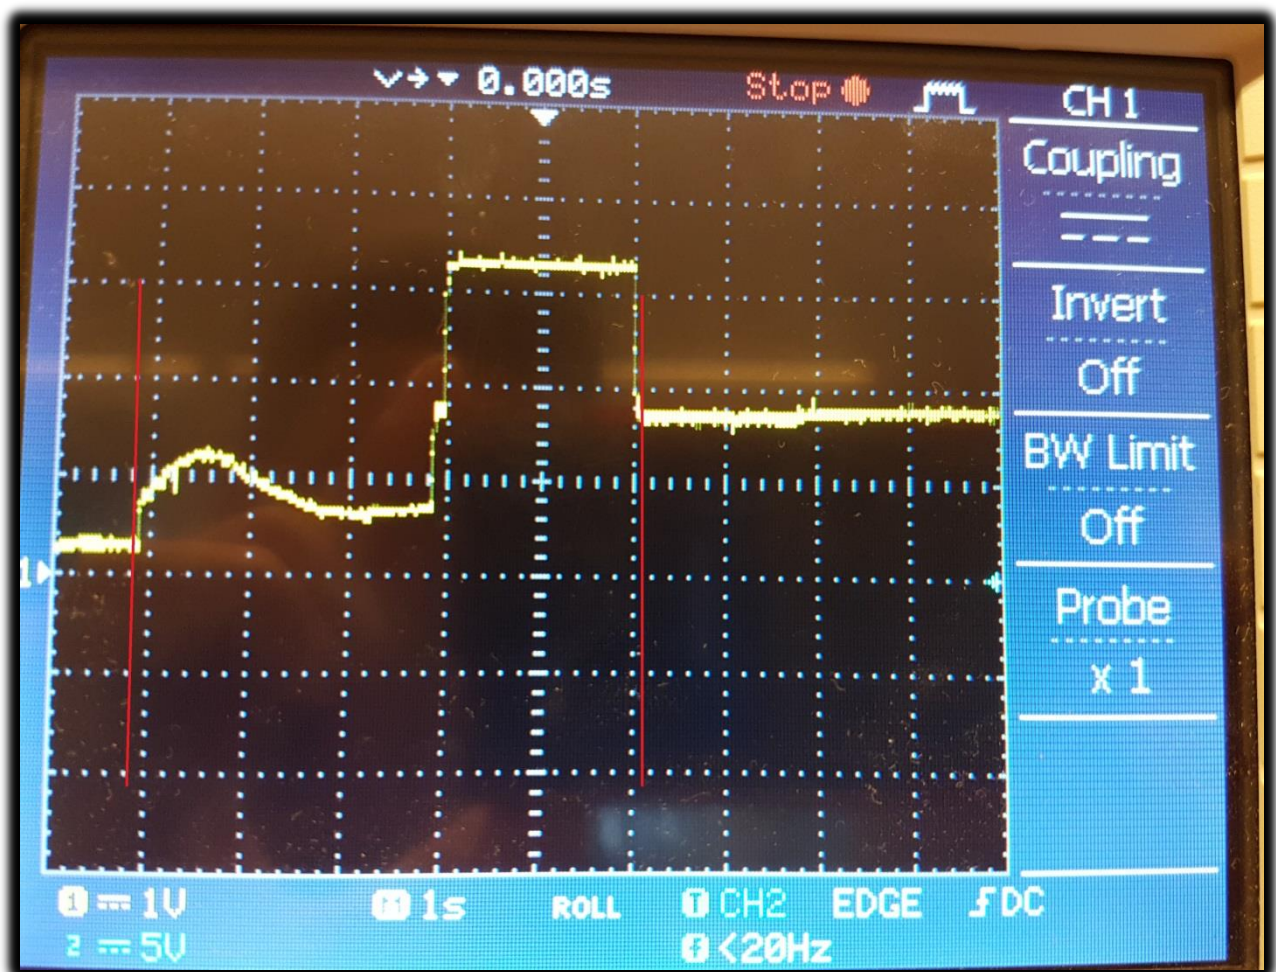 0.000s Stop CH 1
Coupling
Invert
Off
BW Limit
Off
Probe
x 1
1
1 1V M 1s ROLL T CH2 EDGE DC
2 5V f <20Hz